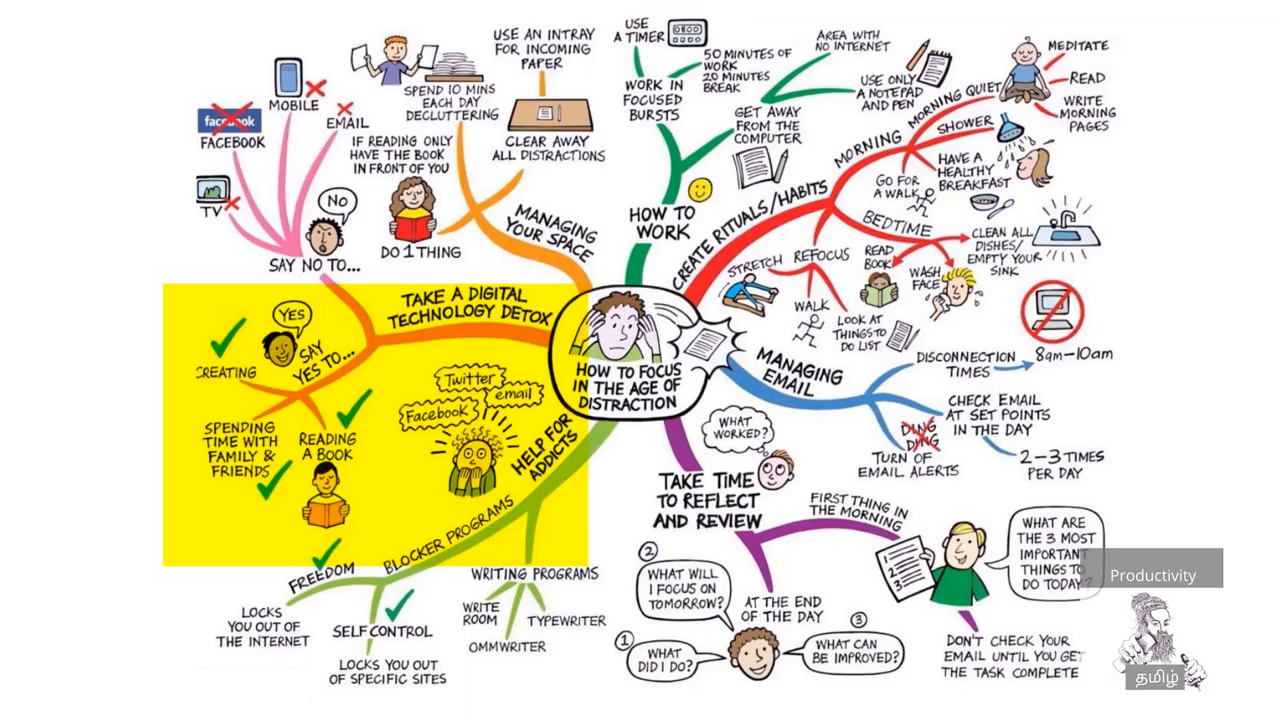 HOW TO FOCUS
IN THE AGE OF
DISTRACTION
HOW TO
WORK
WORK IN
FOCUSED
BURSTS
USE
A TIMER
50 MINUTES OF
WORK
20 MINUTES
BREAK
GET AWAY
FROM THE
COMPUTER
AREA WITH
NO INTERNET
USE ONLY
A NOTEPAD
AND PEN
CREATE RITUALS/HABITS
MORNING
MORNING QUIET
MEDITATE
READ
WRITE
MORNING
PAGES
SHOWER
HAVE A
HEALTHY
BREAKFAST
GO FOR
A WALK
BEDTIME
CLEAN ALL
DISHES/
EMPTY YOUR
SINK
WASH
FACE
READ
BOOK
REFOCUS
STRETCH
WALK
LOOK AT
THINGS TO
DO LIST
MANAGING
EMAIL
DISCONNECTION
TIMES
8am-10am
CHECK EMAIL
AT SET POINTS
IN THE DAY
2-3 TIMES
PER DAY
DING
DING
TURN OF
EMAIL ALERTS
TAKE TIME
TO REFLECT
AND REVIEW
WHAT
WORKED?
FIRST THING IN
THE MORNING
1
2
3
WHAT ARE
THE 3 MOST
IMPORTANT
THINGS TO
DO TODAY?
DON'T CHECK YOUR
EMAIL UNTIL YOU GET
THE TASK COMPLETE
AT THE END
OF THE DAY
1
WHAT
DID I DO?
2
WHAT WILL
I FOCUS ON
TOMORROW?
3
WHAT CAN
BE IMPROVED?
HELP FOR
ADDICTS
Twitter
email
Facebook
WRITING PROGRAMS
WRITE
ROOM
OMMWRITER
TYPEWRITER
BLOCKER PROGRAMS
FREEDOM
LOCKS
YOU OUT OF
THE INTERNET
SELF CONTROL
LOCKS YOU OUT
OF SPECIFIC SITES
TAKE A DIGITAL
TECHNOLOGY DETOX
YES
SAY
YES TO...
CREATING
SPENDING
TIME WITH
FAMILY &
FRIENDS
READING
A BOOK
NO
SAY NO TO...
TV
facebook
FACEBOOK
MOBILE
EMAIL
MANAGING
YOUR SPACE
DO 1 THING
IF READING ONLY
HAVE THE BOOK
IN FRONT OF YOU
SPEND 10 MINS
EACH DAY
DECLUTTERING
CLEAR AWAY
ALL DISTRACTIONS
USE AN INTRAY
FOR INCOMING
PAPER
Productivity
தமிழ்